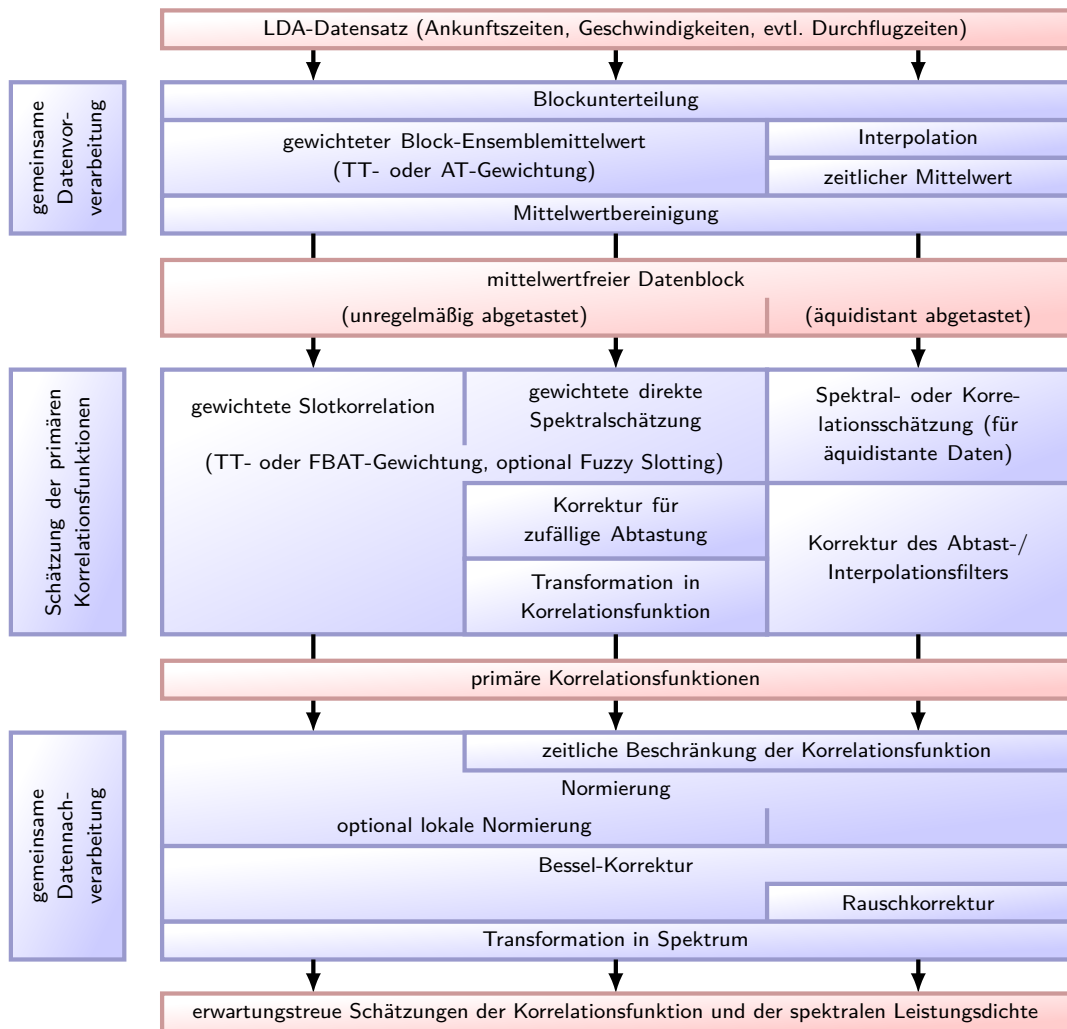 LDA-Datensatz (Ankunftszeiten, Geschwindigkeiten, evtl. Durchflugzeiten)
gemeinsame
Datenvor-
verarbeitung
Blockunterteilung
gewichteter Block-Ensemblemittelwert
(TT- oder AT-Gewichtung)
Interpolation
zeitlicher Mittelwert
Mittelwertbereinigung
mittelwertfreier Datenblock
(unregelmäßig abgetastet)
(äquidistant abgetastet)
Schätzung der primären
Korrelationsfunktionen
gewichtete Slotkorrelation
gewichtete direkte
Spektralschätzung
(TT- oder FBAT-Gewichtung, optional Fuzzy Slotting)
Korrektur für
zufällige Abtastung
Transformation in
Korrelationsfunktion
Spektral- oder Korre-
lationsschätzung (für
äquidistante Daten)
Korrektur des Abtast-/
Interpolationsfilters
primäre Korrelationsfunktionen
gemeinsame
Datennach-
verarbeitung
zeitliche Beschränkung der Korrelationsfunktion
Normierung
optional lokale Normierung
Bessel-Korrektur
Rauschkorrektur
Transformation in Spektrum
erwartungstreue Schätzungen der Korrelationsfunktion und der spektralen Leistungsdichte